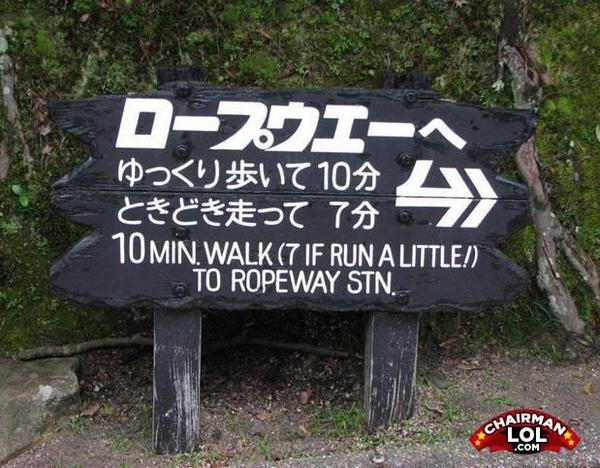 ロープウエーへ
ゆっくり歩いて 10分
ときどき走って 7分
10 MIN. WALK (7 IF RUN A LITTLE!)
TO ROPEWAY STN.
CHAIRMAN
LOL
.COM